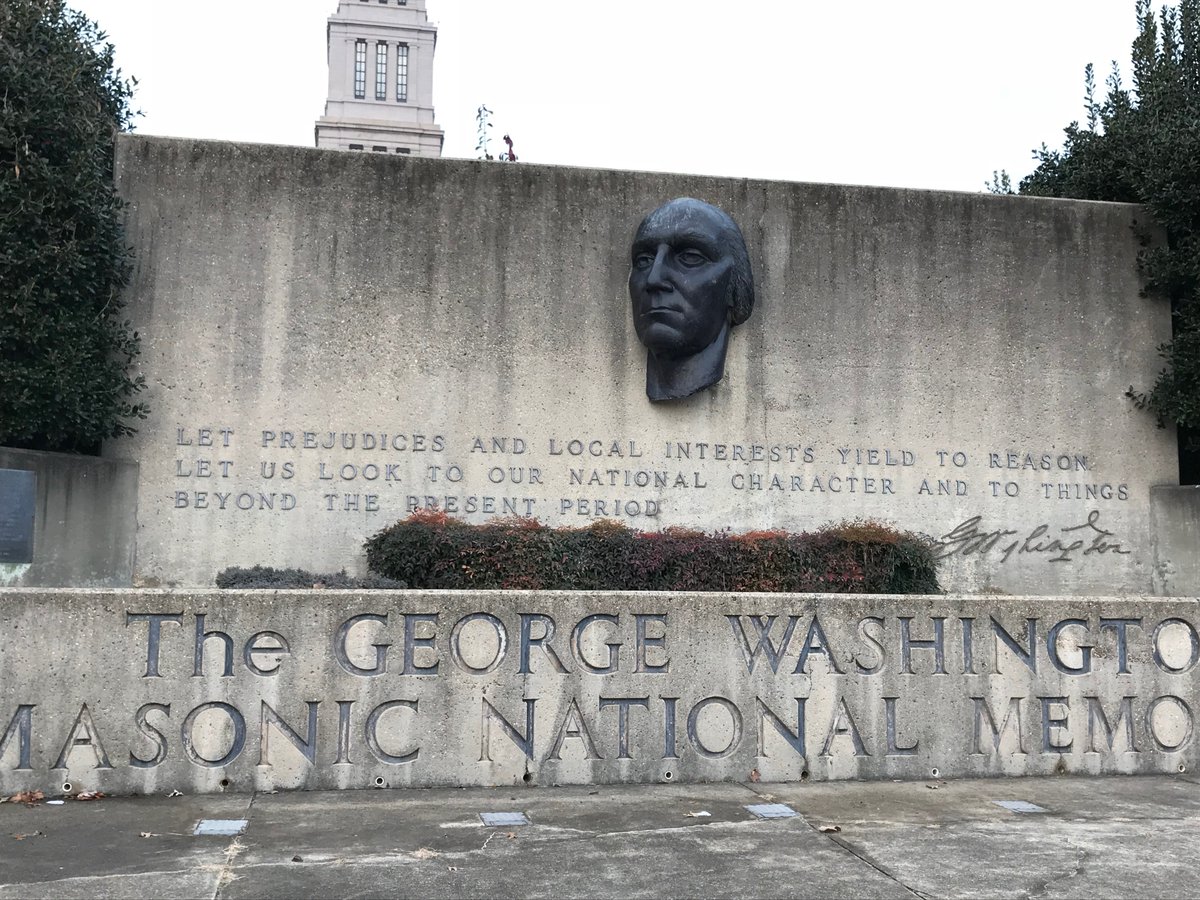 LET PREJUDICES AND LOCAL INTERESTS YIELD TO REASON
LET US LOOK TO OUR NATIONAL CHARACTER AND TO THINGS
BEYOND THE PRESENT PERIOD
GWashington
The GEORGE WASHINGTO
MASONIC NATIONAL MEMO